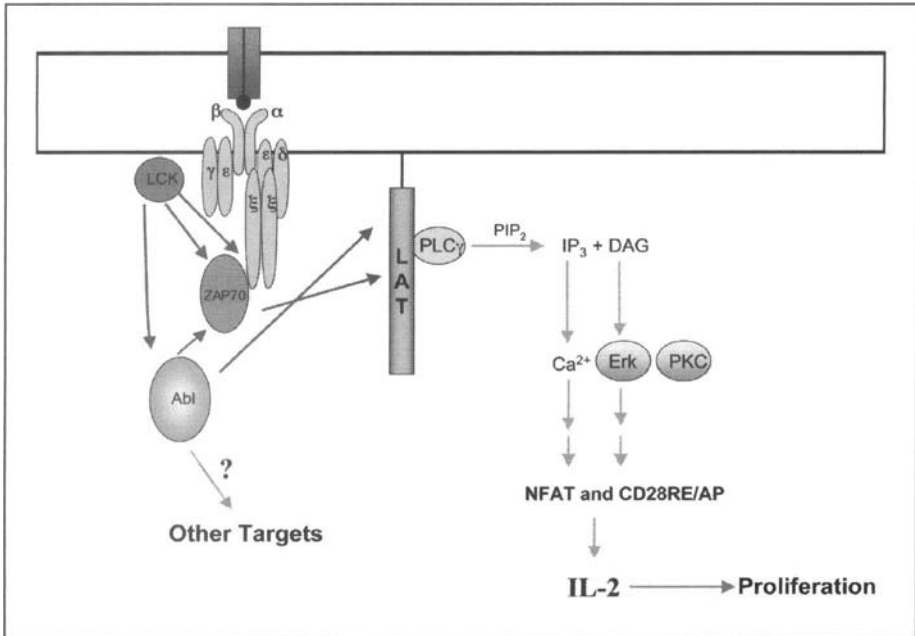 β α
γ ε ε δ
LCK
ξ ξ
ZAP70
LAT
PLCγ
PIP₂
IP₃ + DAG
Abl
Ca²⁺
Erk
PKC
?
Other Targets
NFAT and CD28RE/AP
IL-2
Proliferation